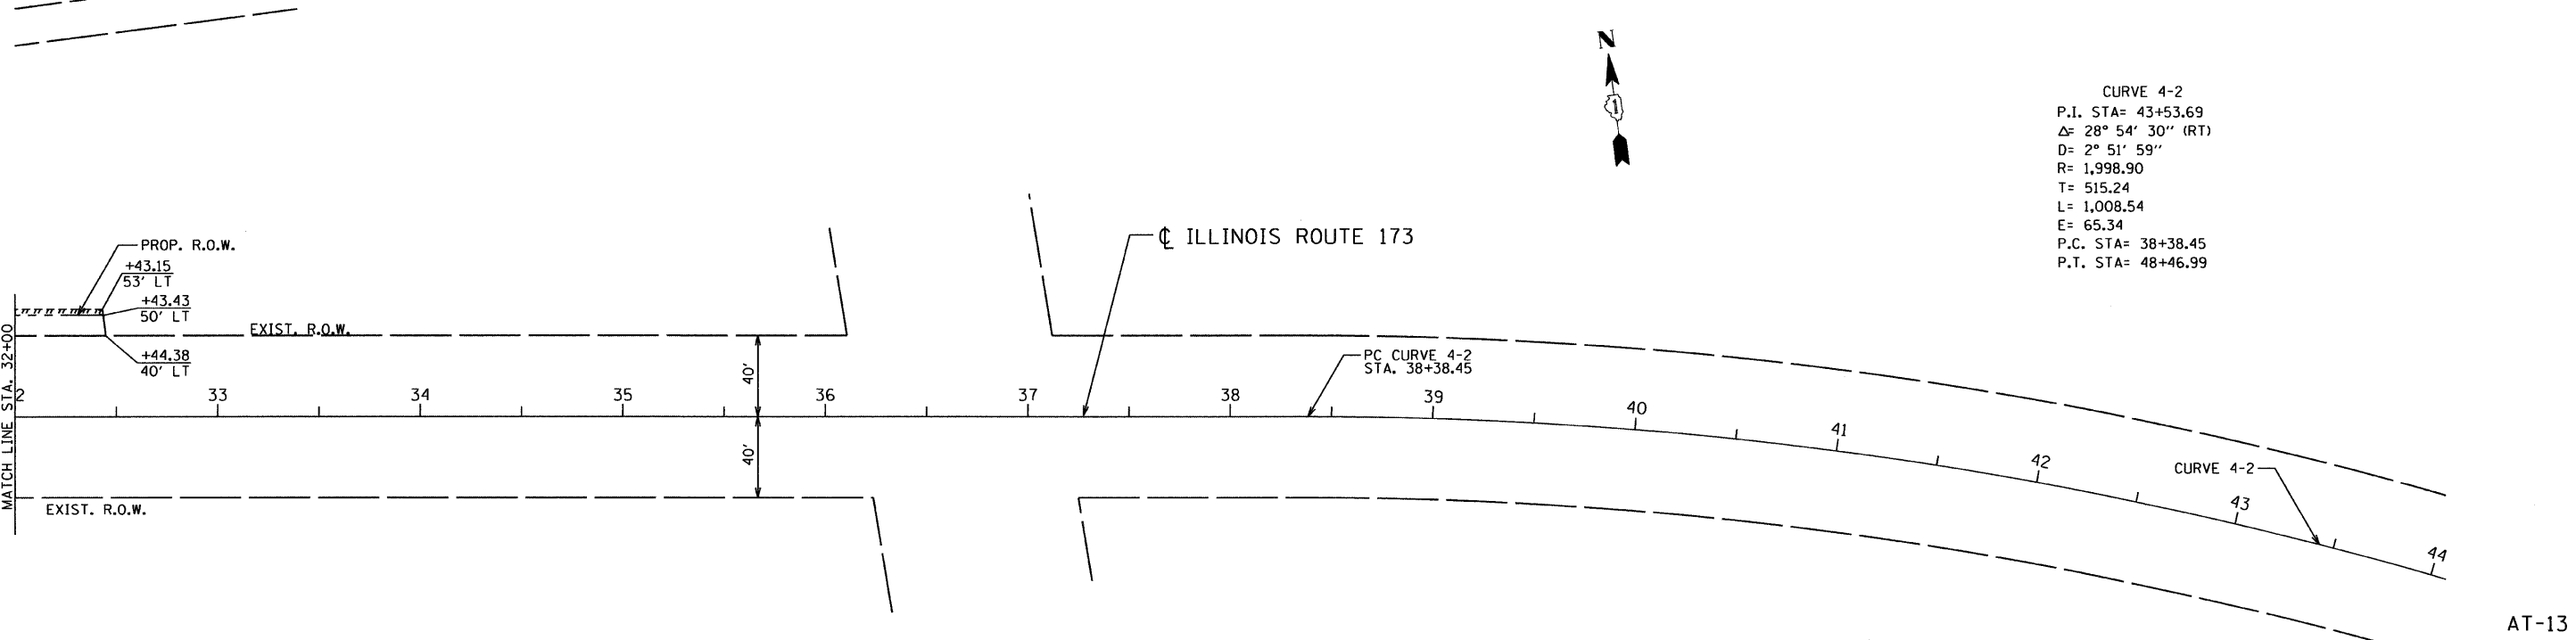 N
1
CURVE 4-2
P.I. STA= 43+53.69
Δ= 28° 54' 30'' (RT)
D= 2° 51' 59''
R= 1,998.90
T= 515.24
L= 1,008.54
E= 65.34
P.C. STA= 38+38.45
P.T. STA= 48+46.99
PROP. R.O.W.
+43.15
53' LT
+43.43
50' LT
EXIST. R.O.W.
+44.38
40' LT
℄ ILLINOIS ROUTE 173
PC CURVE 4-2
STA. 38+38.45
MATCH LINE STA. 32+00
40'
40'
2
33
34
35
36
37
38
39
40
41
42
43
44
CURVE 4-2
EXIST. R.O.W.
AT-13